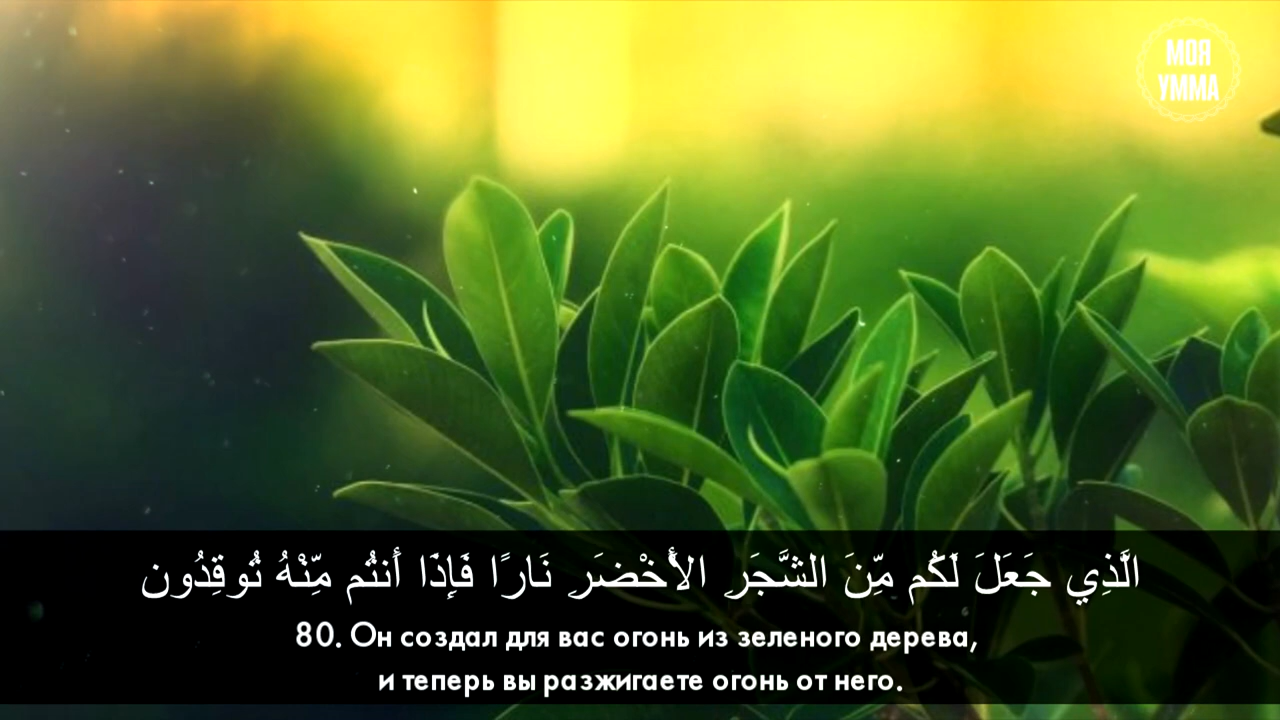 МОЯ
УММА
الَّذِي جَعَلَ لَكُم مِّنَ الشَّجَرِ الأَخْضَرِ نَارًا فَإِذَا أَنتُم مِّنْهُ تُوقِدُون
80. Он создал для вас огонь из зеленого дерева,
и теперь вы разжигаете огонь от него.